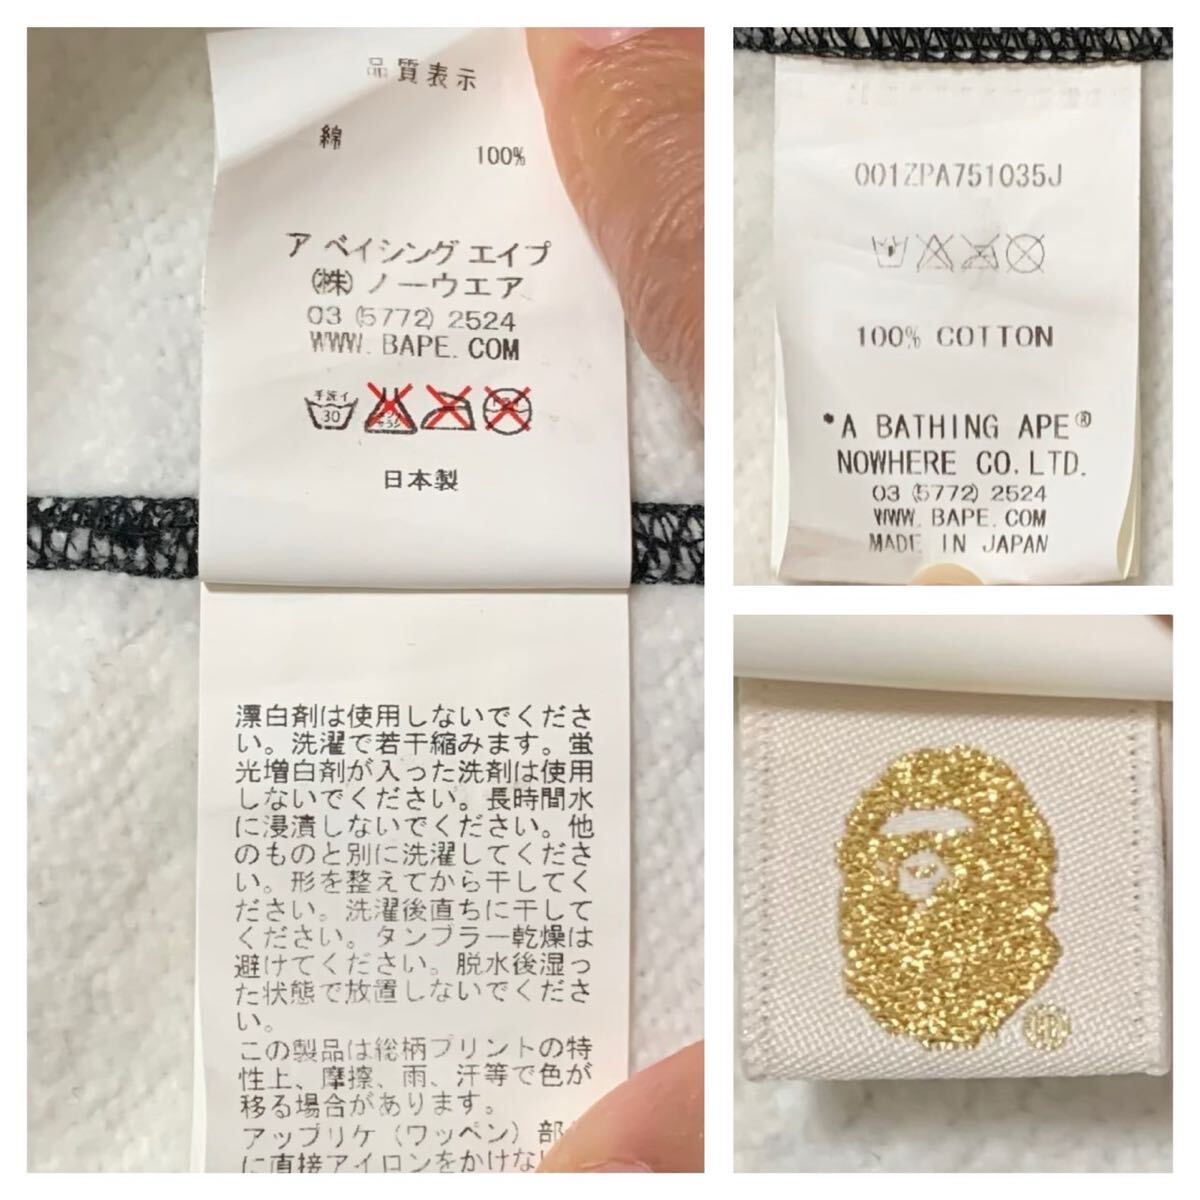 品質表示
綿
100%
ア ベイシング エイプ
㈱ ノーウエア
03 (5772) 2524
WWW. BAPE. COM
手洗イ
30
日本製
漂白剤は使用しないでくださ
い。洗濯で若干縮みます。蛍
光増白剤が入った洗剤は使用
しないでください。長時間水
に浸漬しないでください。他
のものと別に洗濯してくださ
い。形を整えてから干してく
ださい。洗濯後直ちに干して
ください。タンブラー乾燥は
避けてください。脱水後湿っ
た状態で放置しないでくださ
い。
この製品は総柄プリントの特
性上、摩擦、雨、汗等で色が
移る場合があります。
アップリケ（ワッペン）部
に直接アイロンをかけない
001ZPA751035J
100% COTTON
*A BATHING APE®
NOWHERE CO. LTD.
03 (5772) 2524
WWW. BAPE. COM
MADE IN JAPAN